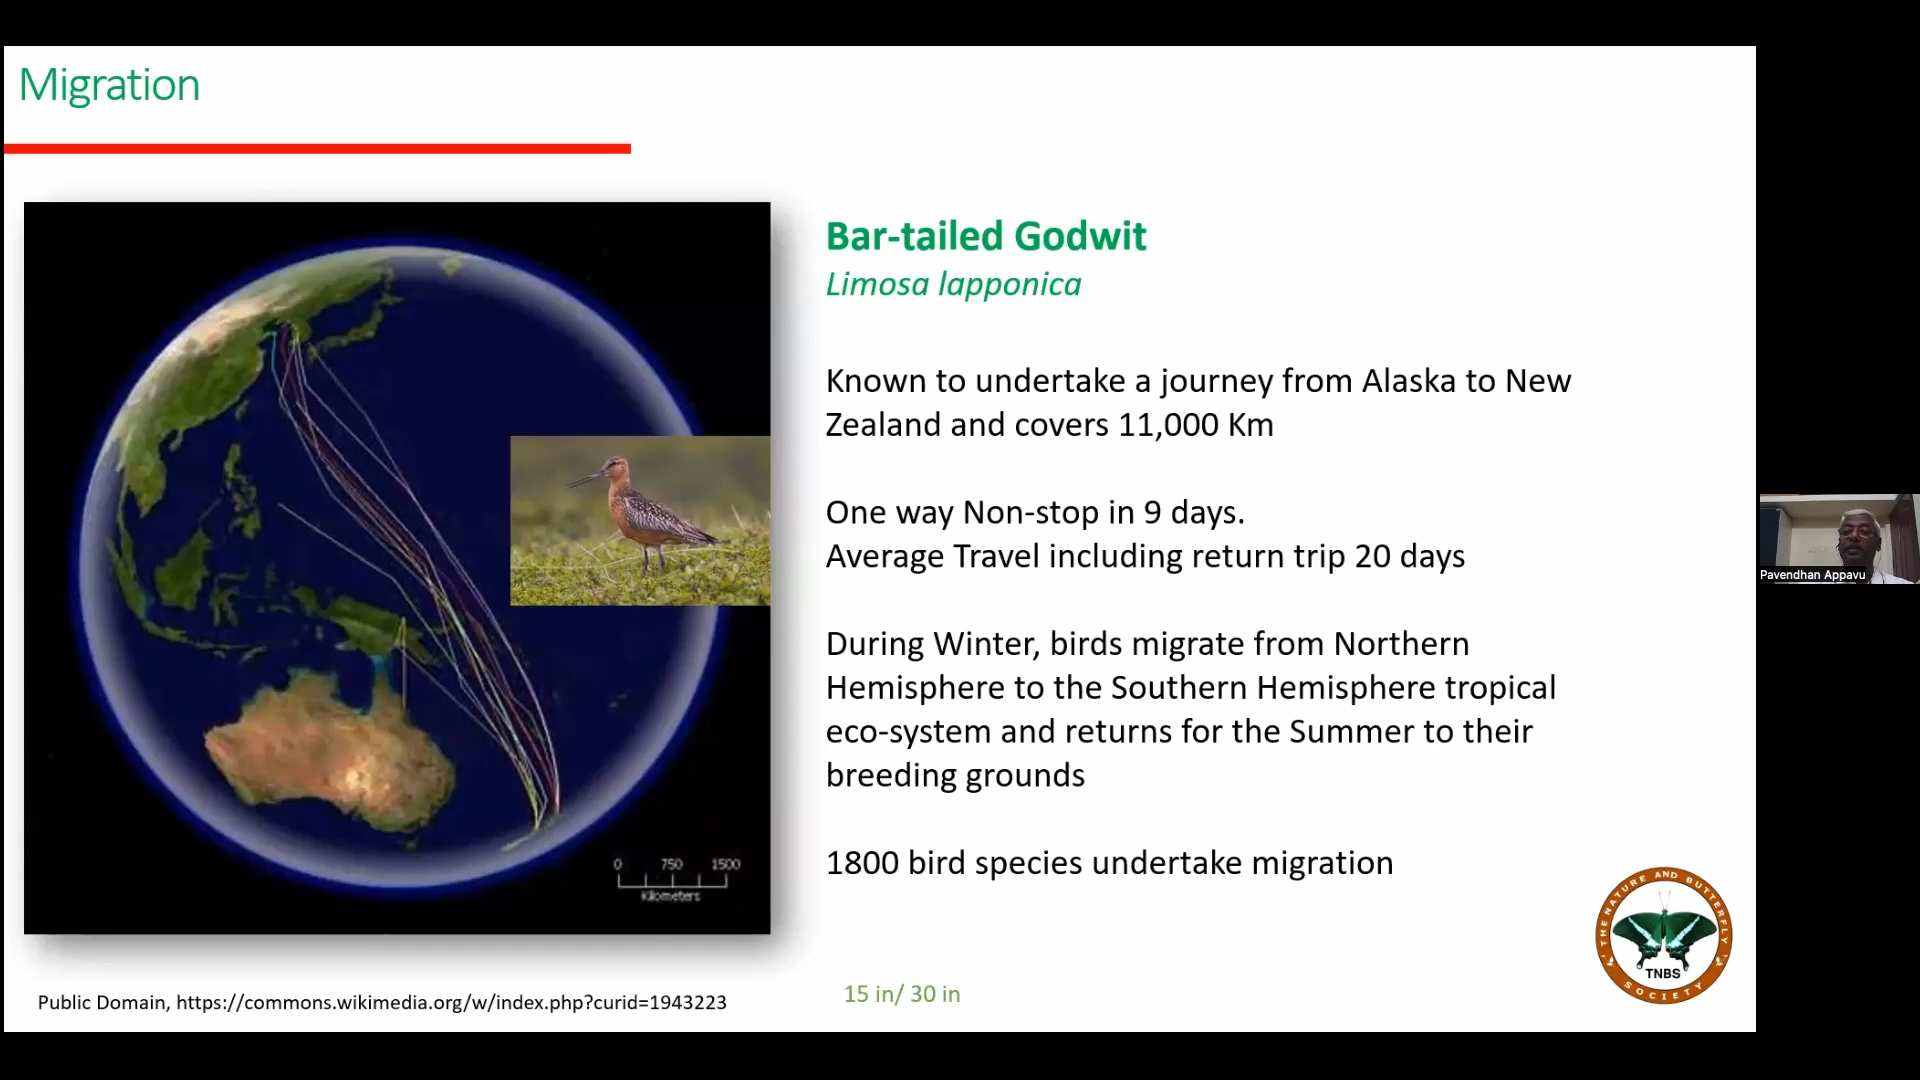 Migration
Bar-tailed Godwit
Limosa lapponica
Known to undertake a journey from Alaska to New
Zealand and covers 11,000 Km
One way Non-stop in 9 days.
Average Travel including return trip 20 days
During Winter, birds migrate from Northern
Hemisphere to the Southern Hemisphere tropical
eco-system and returns for the Summer to their
breeding grounds
1800 bird species undertake migration
0 750 1500
Kilometers
Public Domain, https://commons.wikimedia.org/w/index.php?curid=1943223
15 in/ 30 in
THE NATURE AND BUTTERFLY
TNBS
SOCIETY
Pavendhan Appavu